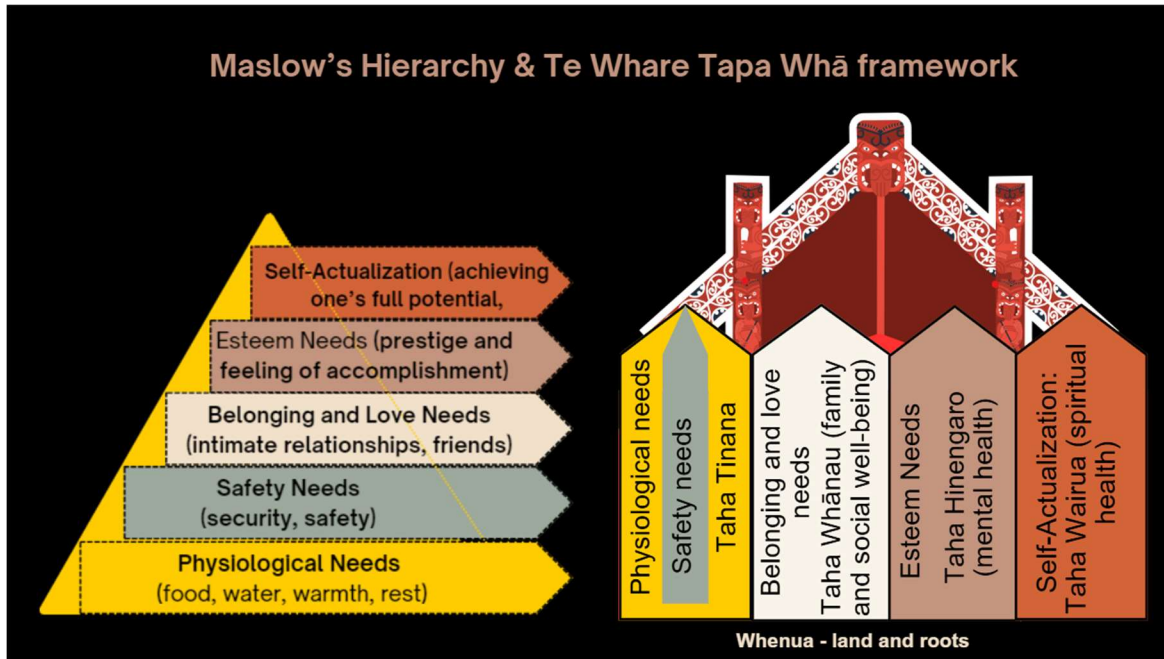 Maslow's Hierarchy & Te Whare Tapa Whā framework
Self-Actualization (achieving
one's full potential,
Esteem Needs (prestige and
feeling of accomplishment)
Belonging and Love Needs
(intimate relationships, friends)
Safety Needs
(security, safety)
Physiological Needs
(food, water, warmth, rest)
Physiological needs
Safety needs
Taha Tinana
Belonging and love
needs
Taha Whānau (family
and social well-being)
Esteem Needs
Taha Hinengaro
(mental health)
Self-Actualization:
Taha Wairua (spiritual
health)
Whenua - land and roots